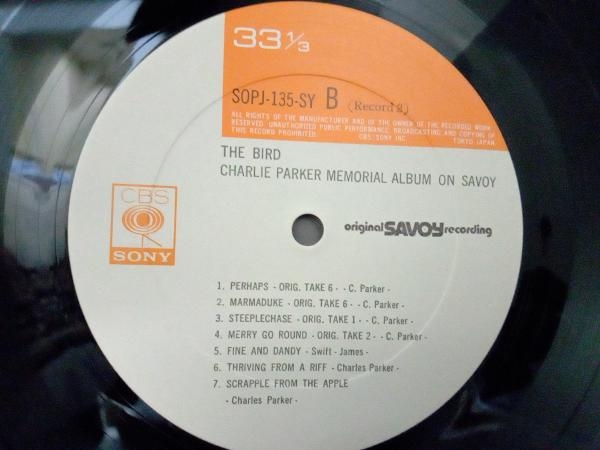 33 1/3
SOPJ-135-SY B (Record 2)
ALL RIGHTS OF THE MANUFACTURER AND OF THE OWNER OF THE RECORDED WORK
RESERVED. UNAUTHORIZED PUBLIC PERFORMANCE, BROADCASTING AND COPYING OF
THIS RECORD PROHIBITED. CBS/SONY INC. TOKYO JAPAN.
THE BIRD
CHARLIE PARKER MEMORIAL ALBUM ON SAVOY
CBS
SONY
original SAVOY recording
1. PERHAPS - ORIG. TAKE 6 - - C. Parker -
2. MARMADUKE - ORIG. TAKE 6 - - C. Parker -
3. STEEPLECHASE - ORIG. TAKE 1 - - C. Parker -
4. MERRY GO ROUND - ORIG. TAKE 2 - - C. Parker -
5. FINE AND DANDY - Swift - James -
6. THRIVING FROM A RIFF - Charles Parker -
7. SCRAPPLE FROM THE APPLE
- Charles Parker -